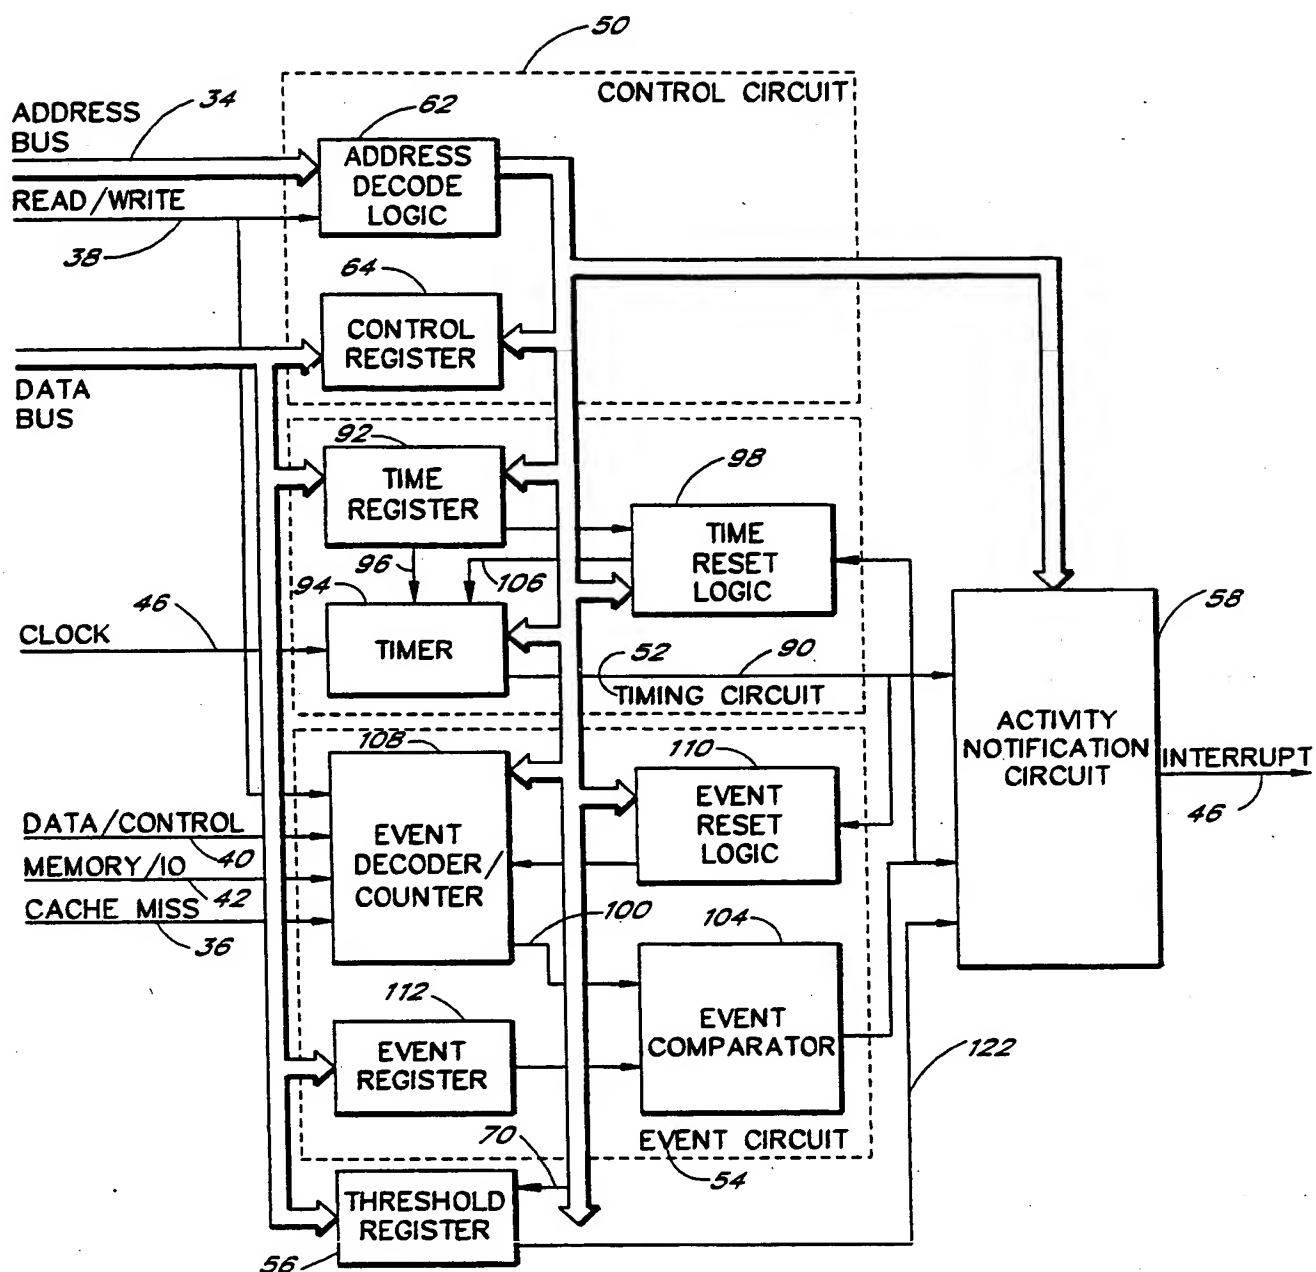 50
CONTROL CIRCUIT
ADDRESS
BUS
34
62
ADDRESS
DECODE
LOGIC
READ/WRITE
38
64
CONTROL
REGISTER
DATA
BUS
92
TIME
REGISTER
98
TIME
RESET
LOGIC
96
106
94
46
CLOCK
TIMER
58
52
90
TIMING CIRCUIT
ACTIVITY
NOTIFICATION
CIRCUIT
INTERRUPT
46
108
110
EVENT
RESET
LOGIC
DATA/CONTROL
40
EVENT
DECODER/
COUNTER
MEMORY/IO
42
CACHE MISS
36
100
104
112
EVENT
REGISTER
EVENT
COMPARATOR
122
70
EVENT CIRCUIT
54
THRESHOLD
REGISTER
56